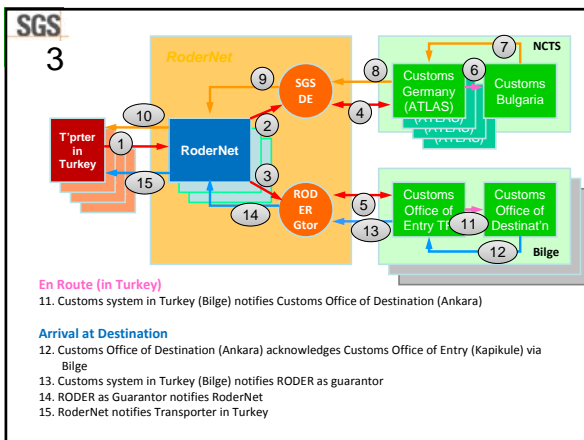 SGS
3
RoderNet
NCTS
7
9
8
6
SGS
DE
Customs
Germany
(ATLAS)
(ATLAS)
(ATLAS)
(ATLAS)
Customs
Bulgaria
10
2
4
T'prter
in
Turkey
1
RoderNet
15
3
14
ROD
ER
Gtor
5
13
Customs
Office of
Entry TR
Customs
Office of
Destinat'n
11
12
Bilge
En Route (in Turkey)
11. Customs system in Turkey (Bilge) notifies Customs Office of Destination (Ankara)
Arrival at Destination
12. Customs Office of Destination (Ankara) acknowledges Customs Office of Entry (Kapikule) via
Bilge
13. Customs system in Turkey (Bilge) notifies RODER as guarantor
14. RODER as Guarantor notifies RoderNet
15. RoderNet notifies Transporter in Turkey